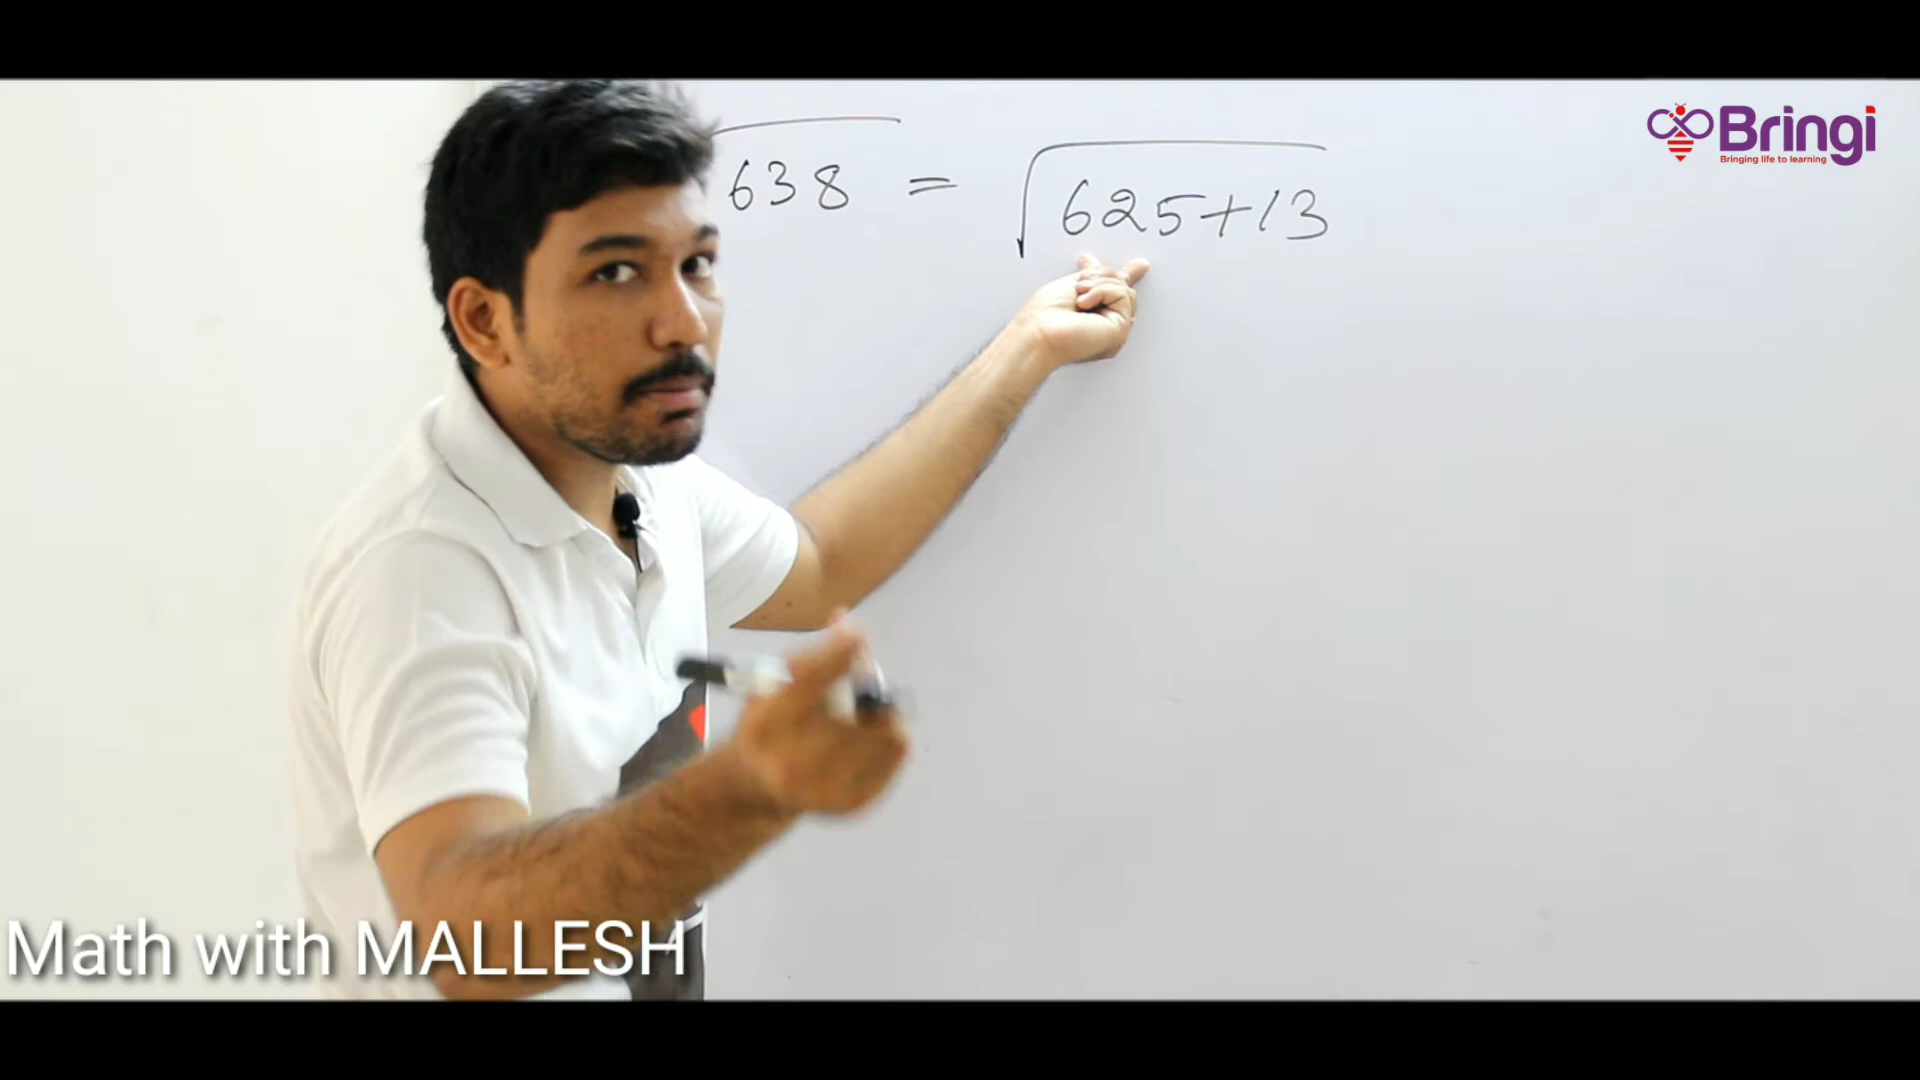 Bringi
Bringing life to learning
638 = √625+13
Math with MALLESH